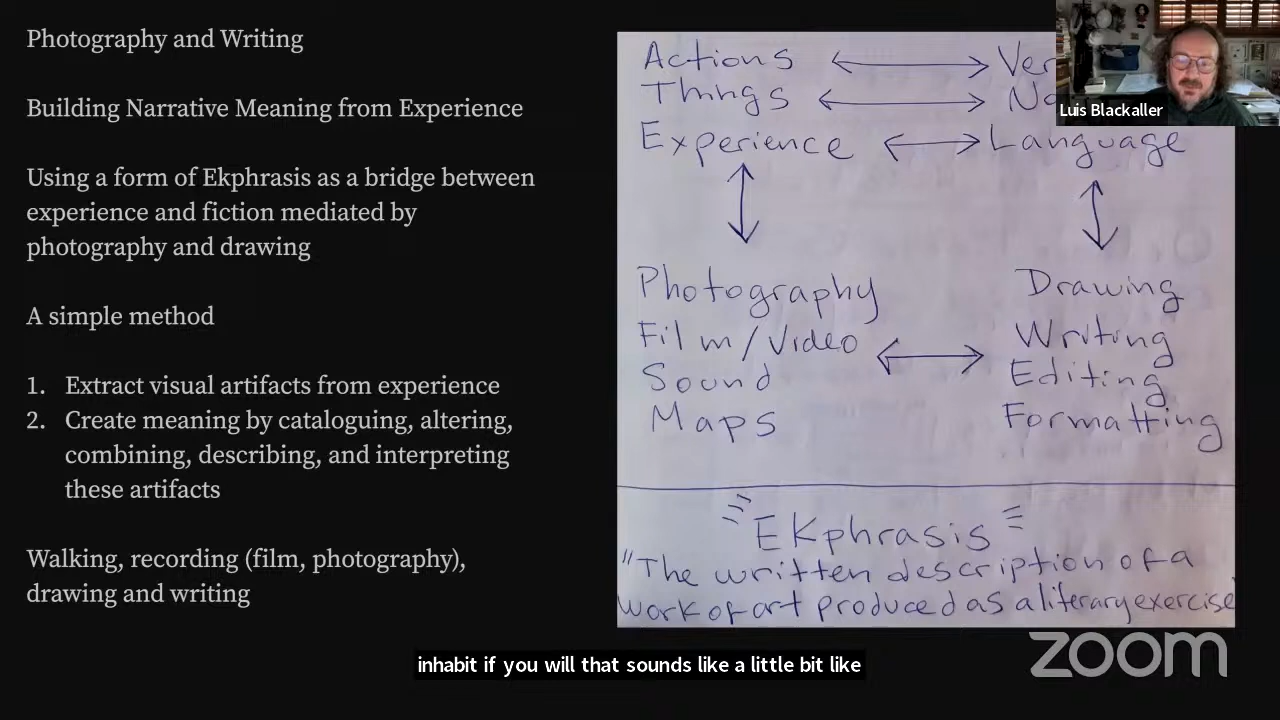 Photography and Writing
Building Narrative Meaning from Experience
Using a form of Ekphrasis as a bridge between
experience and fiction mediated by
photography and drawing
A simple method
1. Extract visual artifacts from experience
2. Create meaning by cataloguing, altering,
combining, describing, and interpreting
these artifacts
Walking, recording (film, photography),
drawing and writing
Actions
Things
Experience Language
Photography Drawing
Film/Video Writing
Sound Editing
Maps Formatting
Ekphrasis
"The written description of a
work of art produced as a literary exercise
Luis Blackaller
zoom
inhabit if you will that sounds like a little bit like